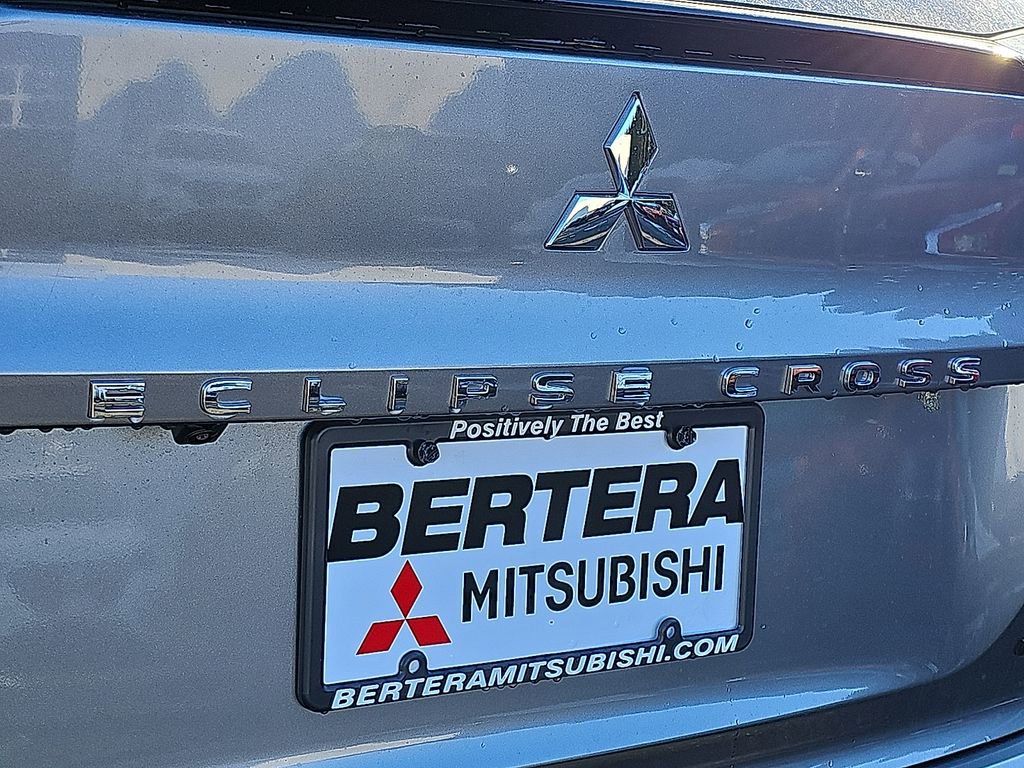 ECLIPSE CROSS
Positively The Best
BERTERA
MITSUBISHI
BERTERAMITSUBISHI.COM